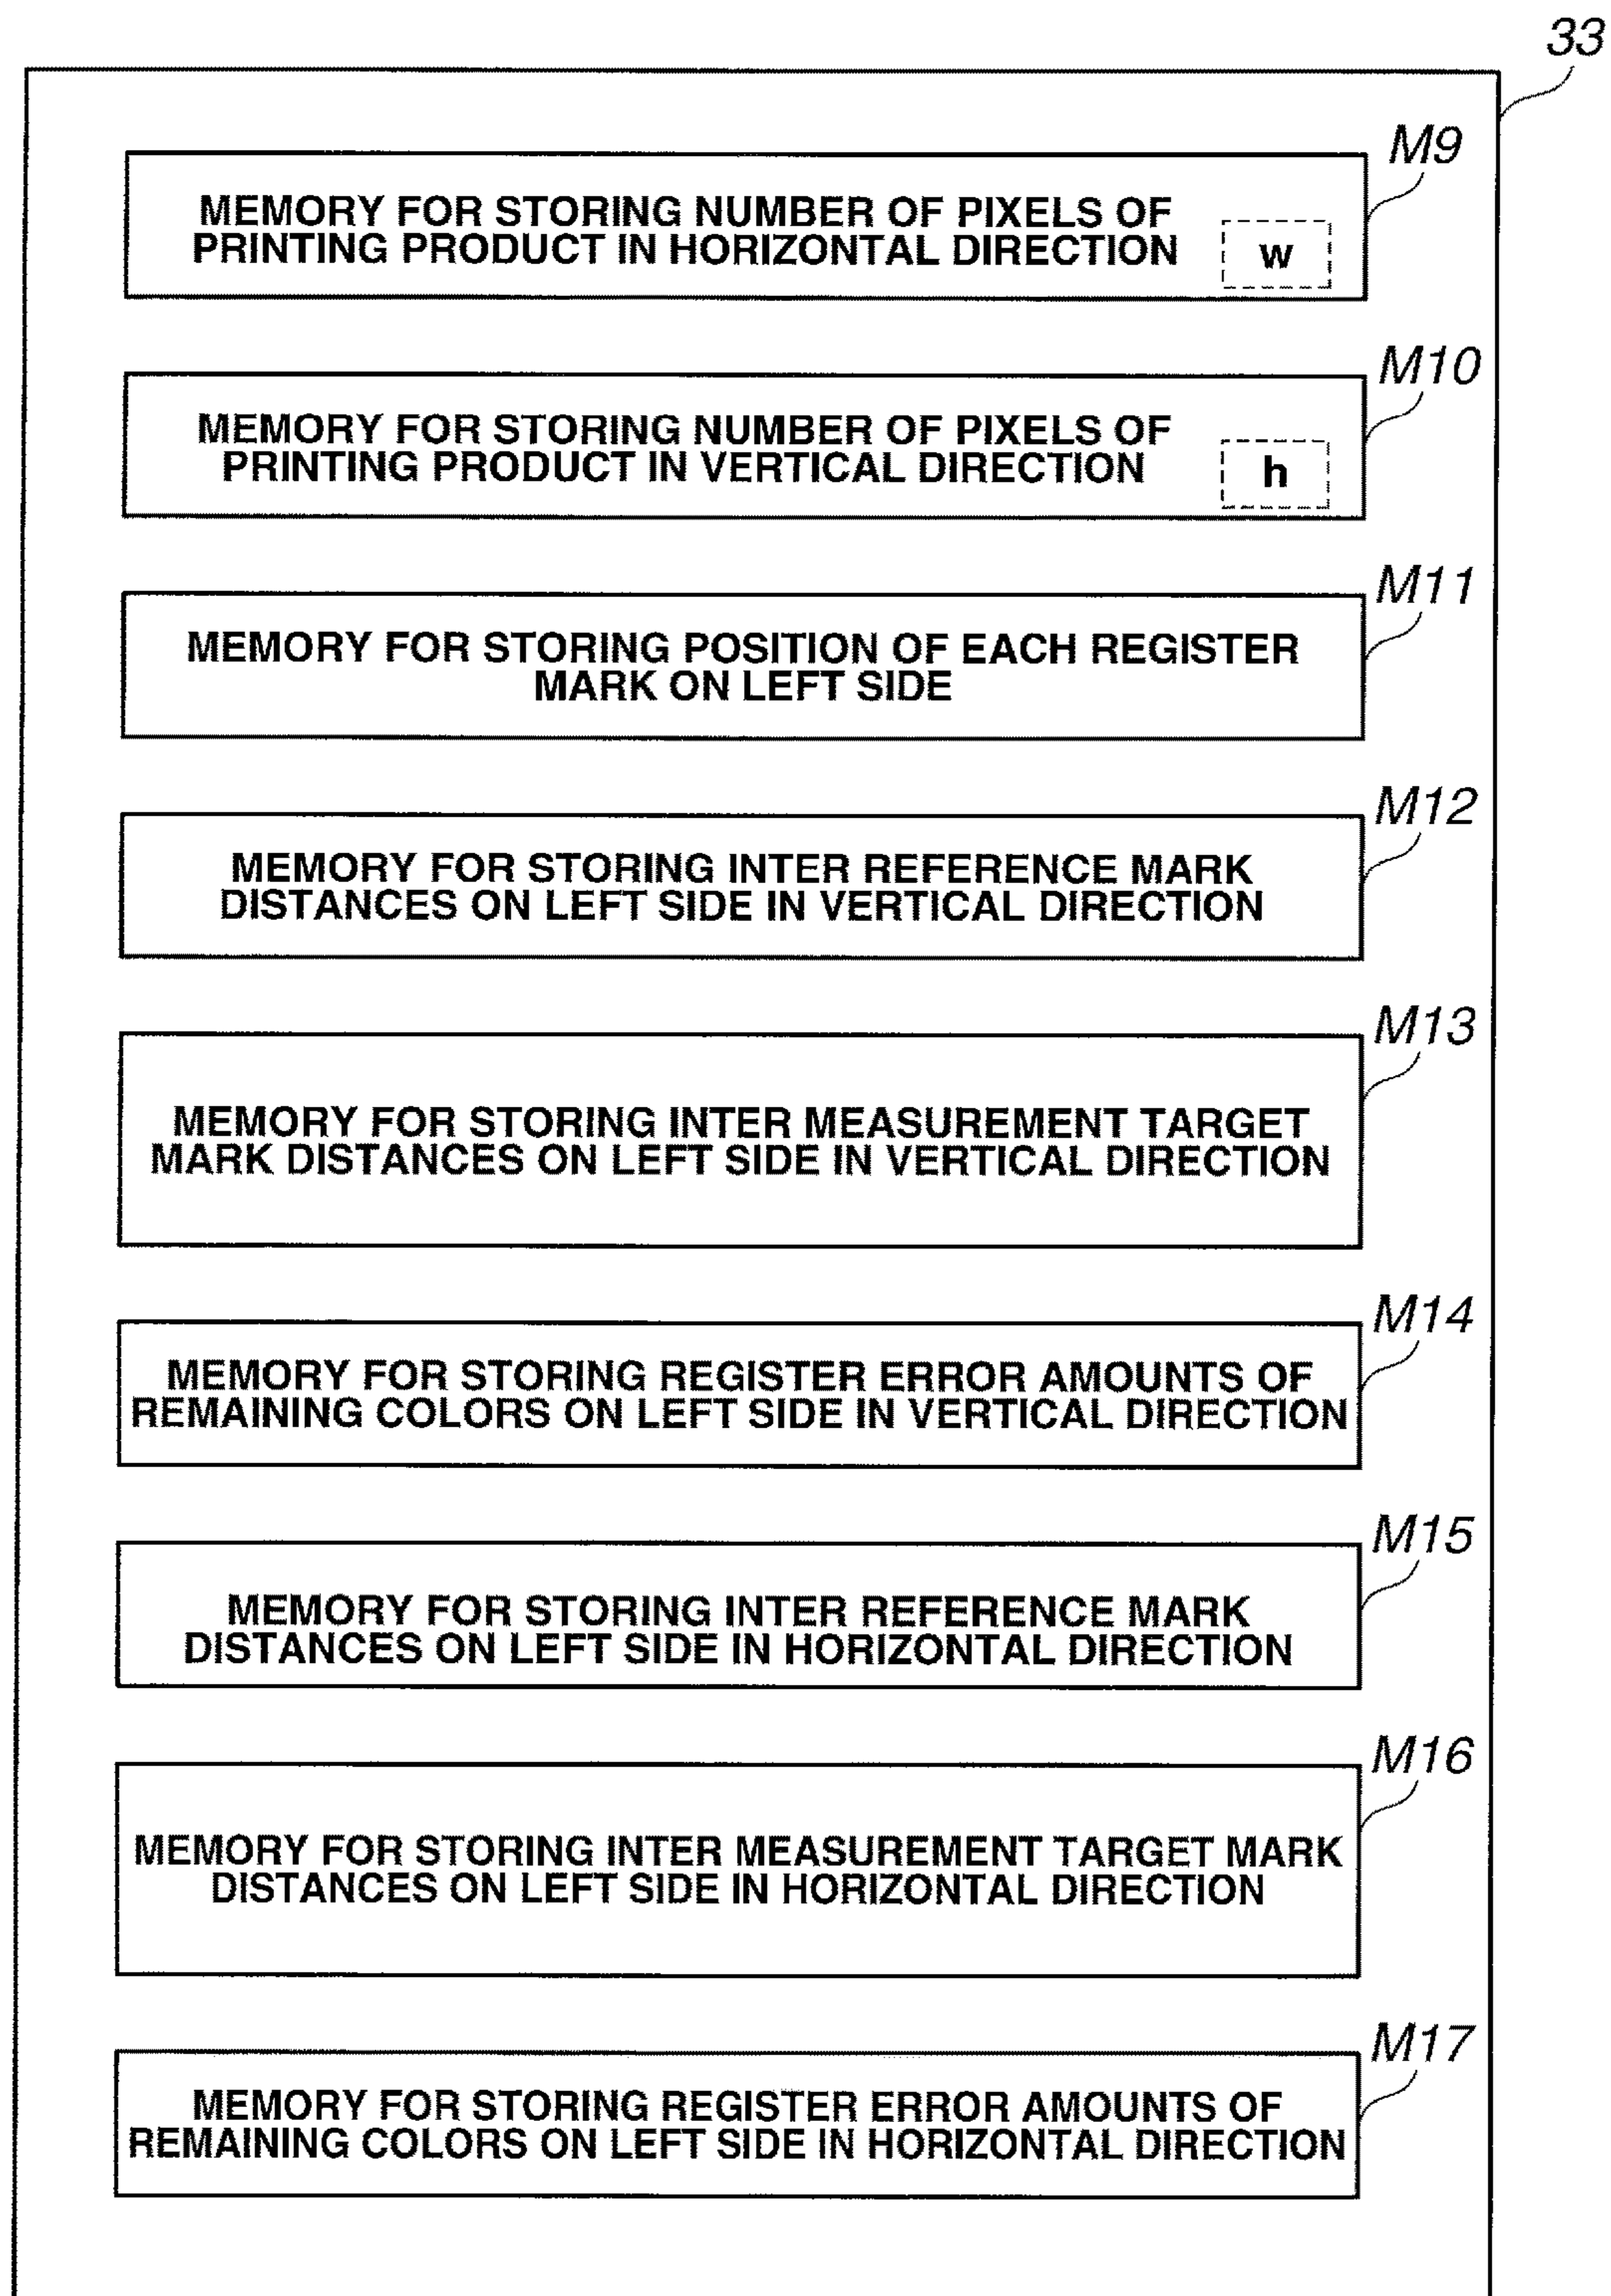 33
M9
MEMORY FOR STORING NUMBER OF PIXELS OF
PRINTING PRODUCT IN HORIZONTAL DIRECTION
w
M10
MEMORY FOR STORING NUMBER OF PIXELS OF
PRINTING PRODUCT IN VERTICAL DIRECTION
h
M11
MEMORY FOR STORING POSITION OF EACH REGISTER
MARK ON LEFT SIDE
M12
MEMORY FOR STORING INTER REFERENCE MARK
DISTANCES ON LEFT SIDE IN VERTICAL DIRECTION
M13
MEMORY FOR STORING INTER MEASUREMENT TARGET
MARK DISTANCES ON LEFT SIDE IN VERTICAL DIRECTION
M14
MEMORY FOR STORING REGISTER ERROR AMOUNTS OF
REMAINING COLORS ON LEFT SIDE IN VERTICAL DIRECTION
M15
MEMORY FOR STORING INTER REFERENCE MARK
DISTANCES ON LEFT SIDE IN HORIZONTAL DIRECTION
M16
MEMORY FOR STORING INTER MEASUREMENT TARGET MARK
DISTANCES ON LEFT SIDE IN HORIZONTAL DIRECTION
M17
MEMORY FOR STORING REGISTER ERROR AMOUNTS OF
REMAINING COLORS ON LEFT SIDE IN HORIZONTAL DIRECTION